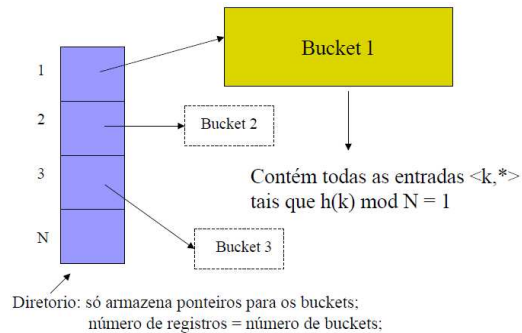 Bucket 1
1
2
Bucket 2
3
Contém todas as entradas <k,*>
tais que h(k) mod N = 1
N
Bucket 3
Diretorio: só armazena ponteiros para os buckets;
número de registros = número de buckets;